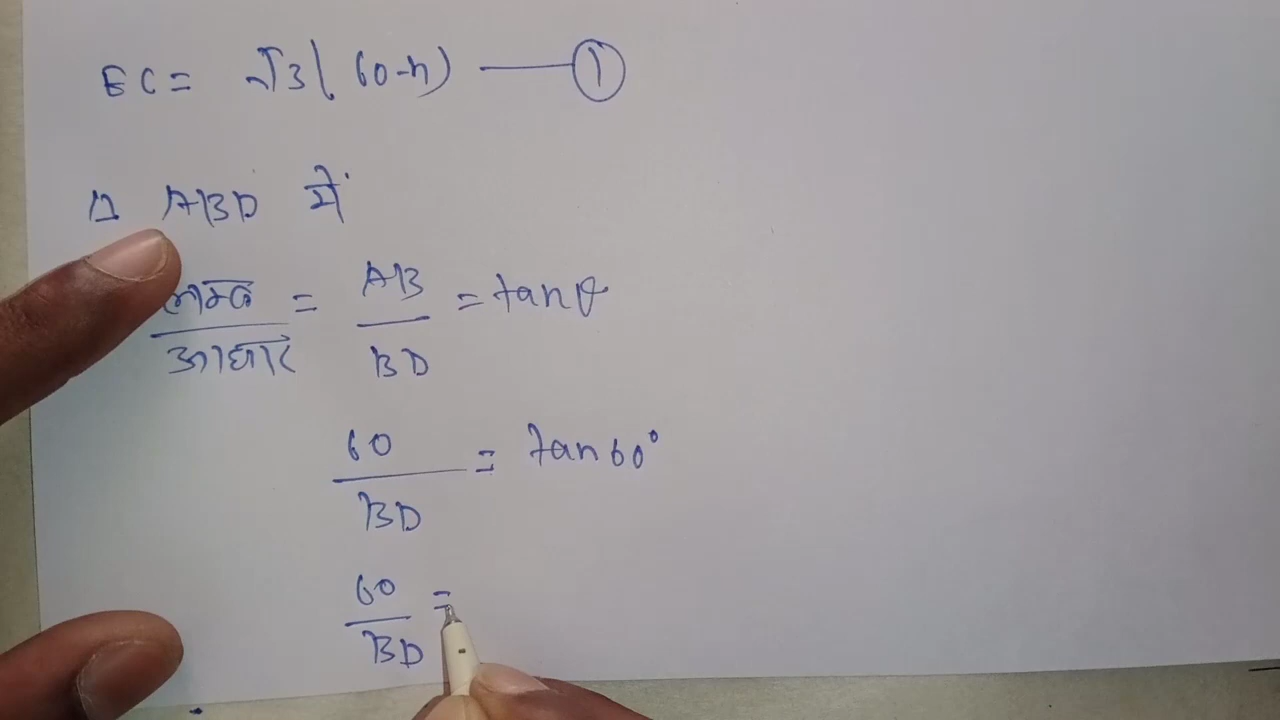 EC = √3( 60-h) —— ①
△ ABD में
लम्ब/आधार = AB/BD = tanθ
60/BD = tan60°
60/BD =